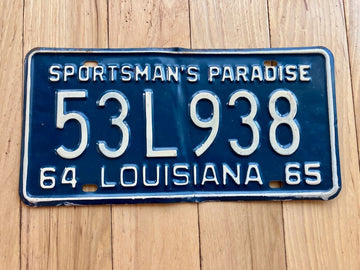 SPORTSMAN'S PARADISE
53L938
64 LOUISIANA 65